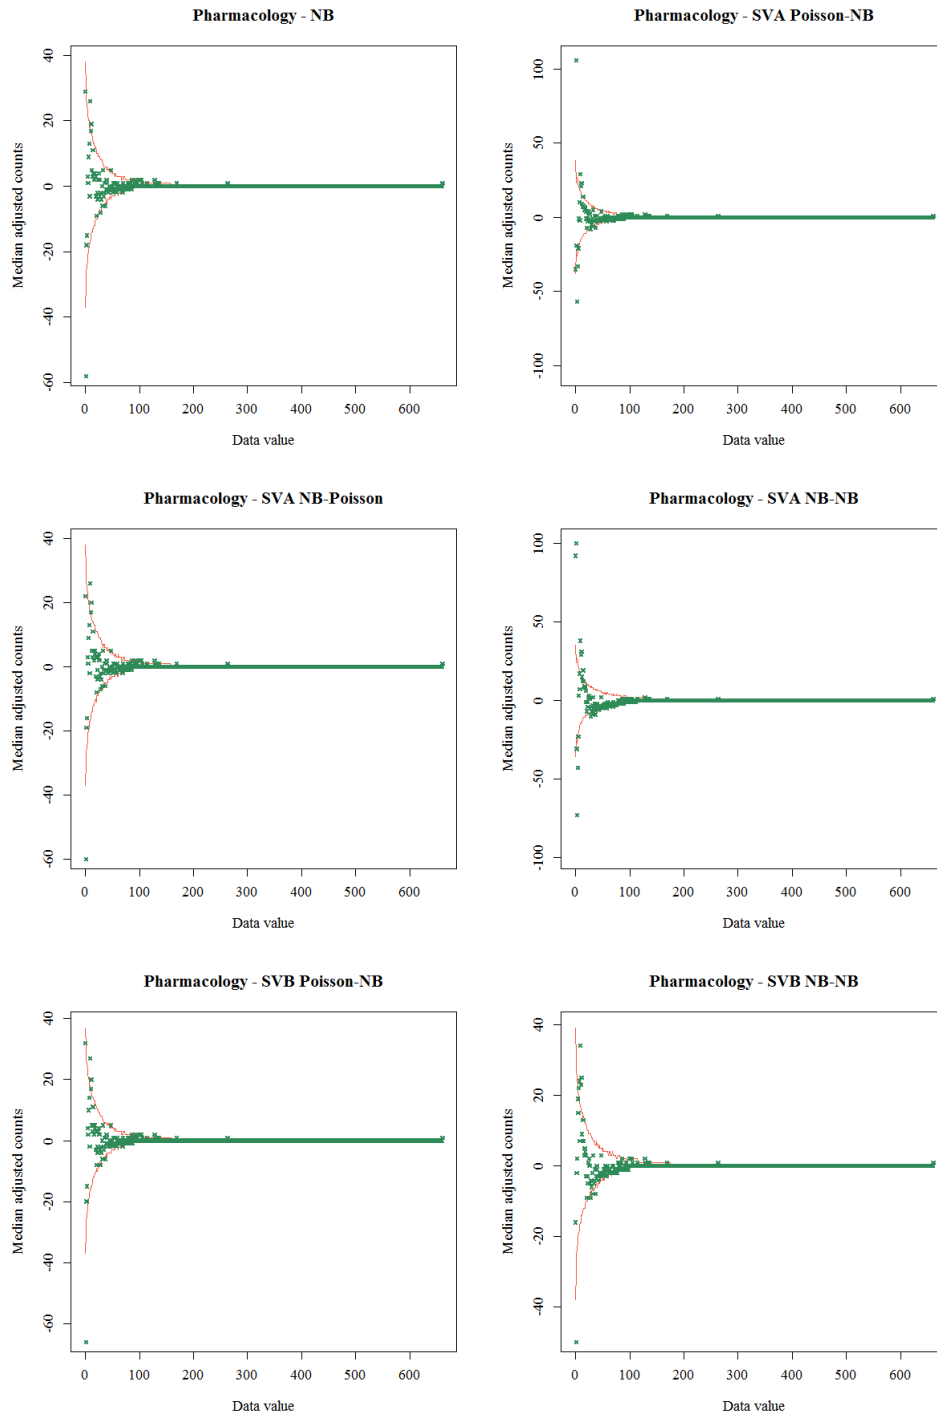 Pharmacology - NB
Pharmacology - SVA Poisson-NB
Median adjusted counts
40
20
0
-20
-40
-60
0 100 200 300 400 500 600
Data value
Median adjusted counts
100
50
0
-50
-100
0 100 200 300 400 500 600
Data value
Pharmacology - SVA NB-Poisson
Pharmacology - SVA NB-NB
Median adjusted counts
40
20
0
-20
-40
-60
0 100 200 300 400 500 600
Data value
Median adjusted counts
100
50
0
-50
-100
0 100 200 300 400 500 600
Data value
Pharmacology - SVB Poisson-NB
Pharmacology - SVB NB-NB
Median adjusted counts
40
20
0
-20
-40
-60
0 100 200 300 400 500 600
Data value
Median adjusted counts
40
20
0
-20
-40
0 100 200 300 400 500 600
Data value